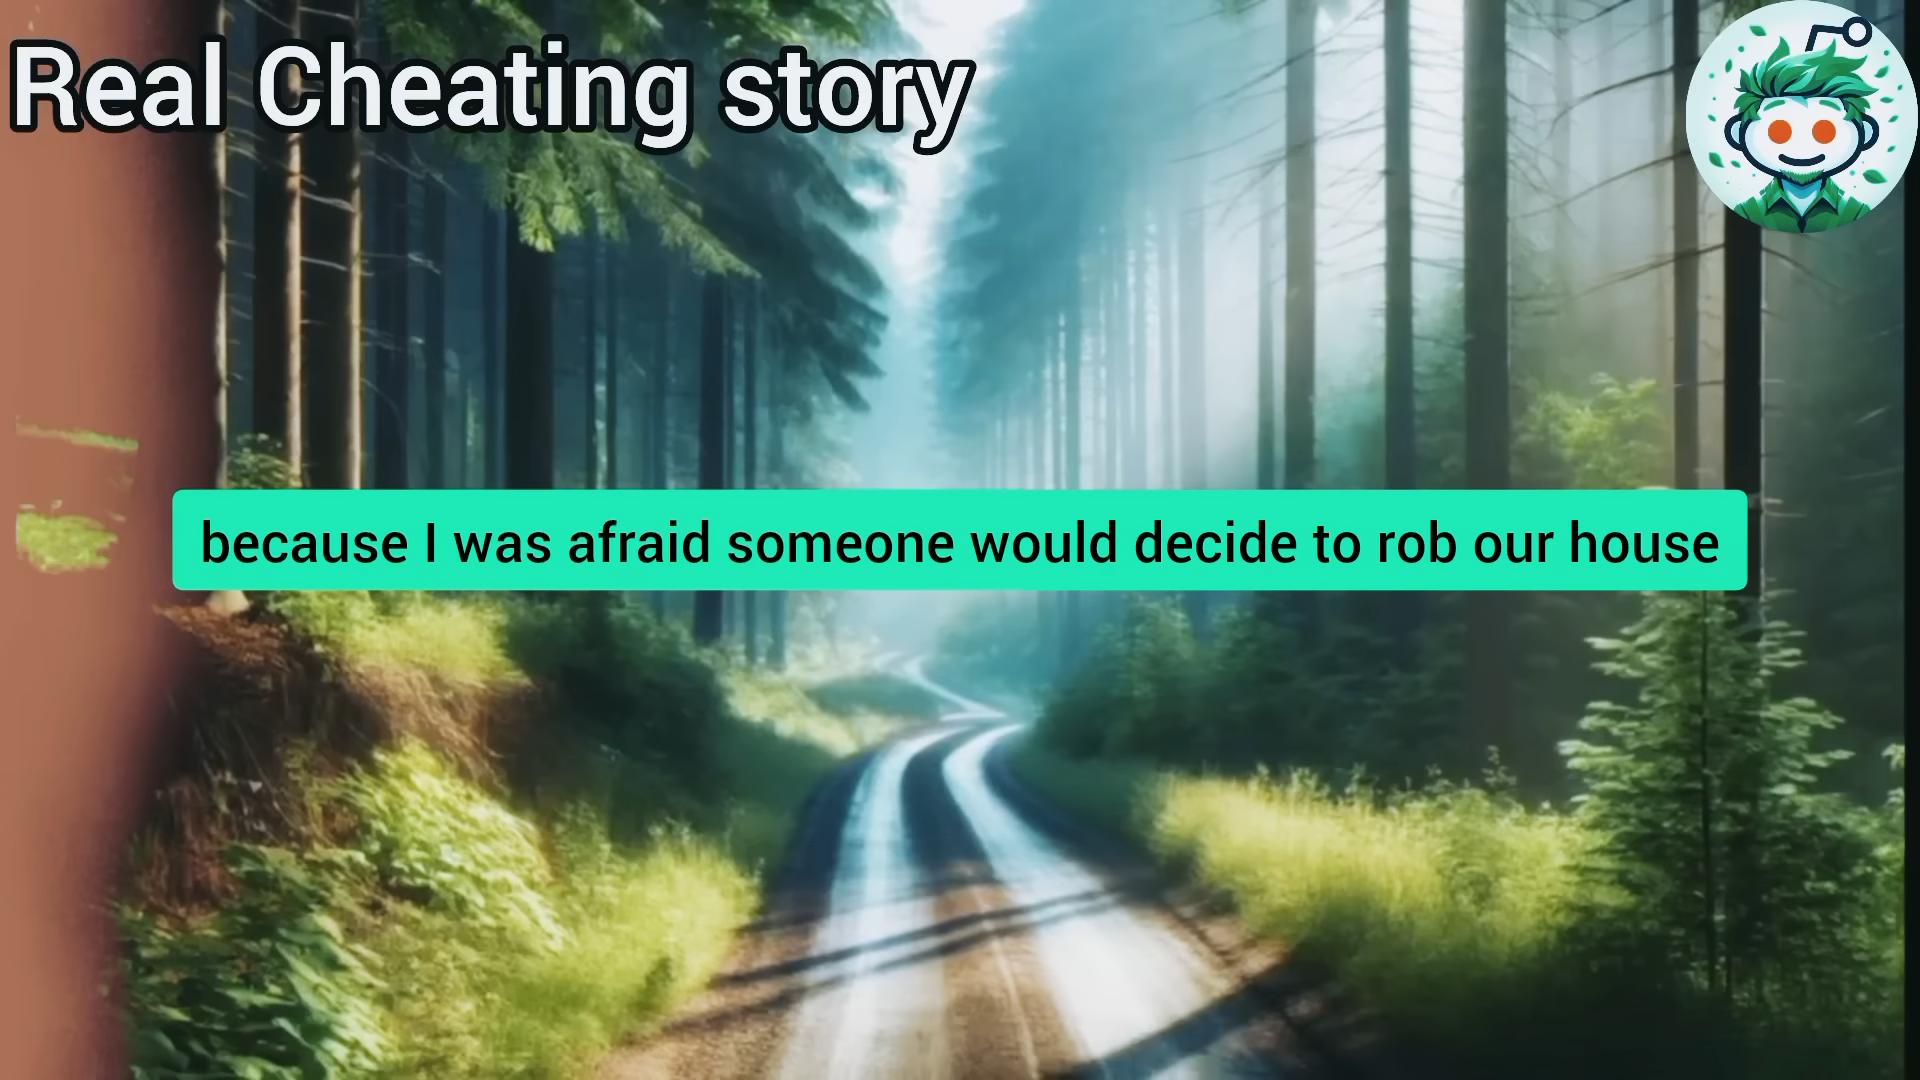 Real Cheating story
because I was afraid someone would decide to rob our house